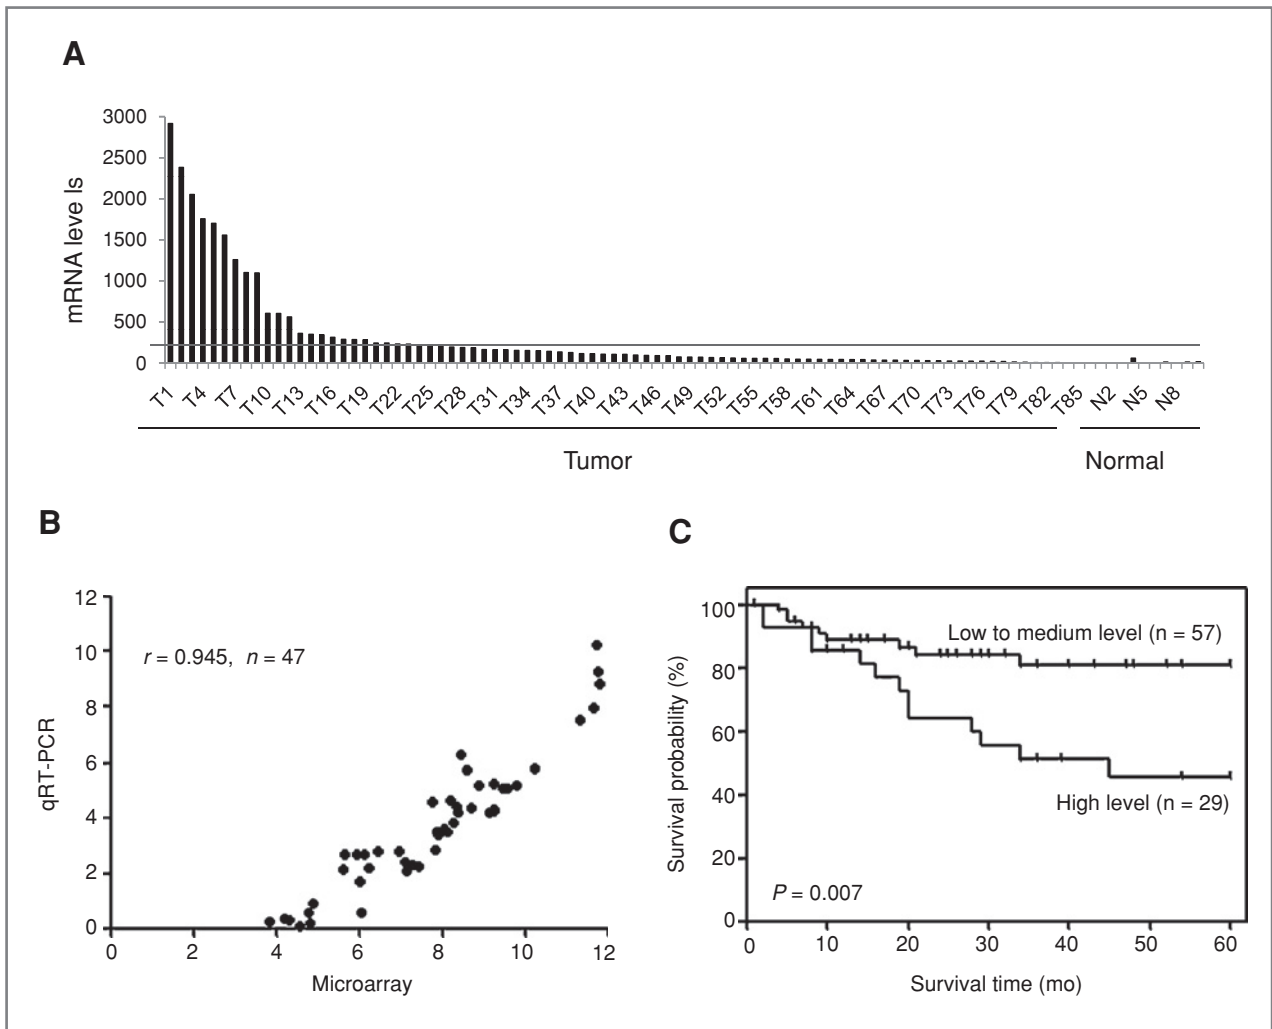 A
mRNA leve ls
3000
2500
2000
1500
1000
500
0
T1 T4 T7 T10 T13 T16 T19 T22 T25 T28 T31 T34 T37 T40 T43 T46 T49 T52 T55 T58 T61 T64 T67 T70 T73 T76 T79 T82 T85 N2 N5 N8
Tumor Normal
B
qRT-PCR
12
10
8
6
4
2
0
r = 0.945, n = 47
0 2 4 6 8 10 12
Microarray
C
Survival probability (%)
100
80
60
40
20
0
Low to medium level (n = 57)
High level (n = 29)
P = 0.007
0 10 20 30 40 50 60
Survival time (mo)